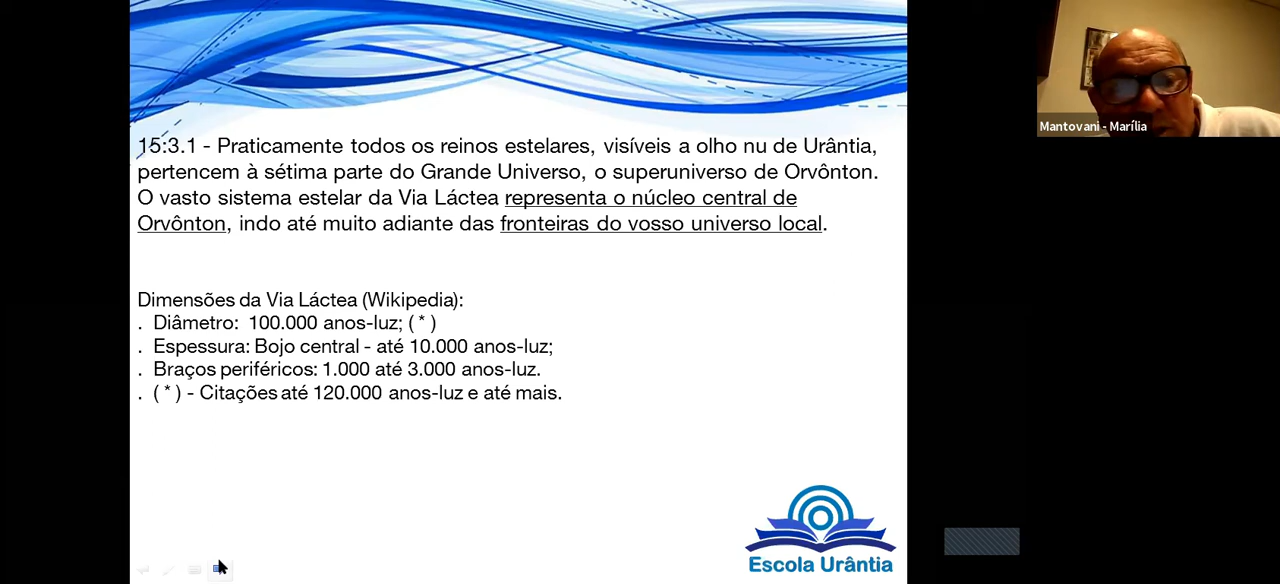 15:3.1 - Praticamente todos os reinos estelares, visíveis a olho nu de Urântia,
pertencem à sétima parte do Grande Universo, o superuniverso de Orvônton.
O vasto sistema estelar da Via Láctea representa o núcleo central de
Orvônton, indo até muito adiante das fronteiras do vosso universo local.
Dimensões da Via Láctea (Wikipedia):
. Diâmetro: 100.000 anos-luz; ( * )
. Espessura: Bojo central - até 10.000 anos-luz;
. Braços periféricos: 1.000 até 3.000 anos-luz.
. ( * ) - Citações até 120.000 anos-luz e até mais.
Escola Urântia
Mantovani - Marília